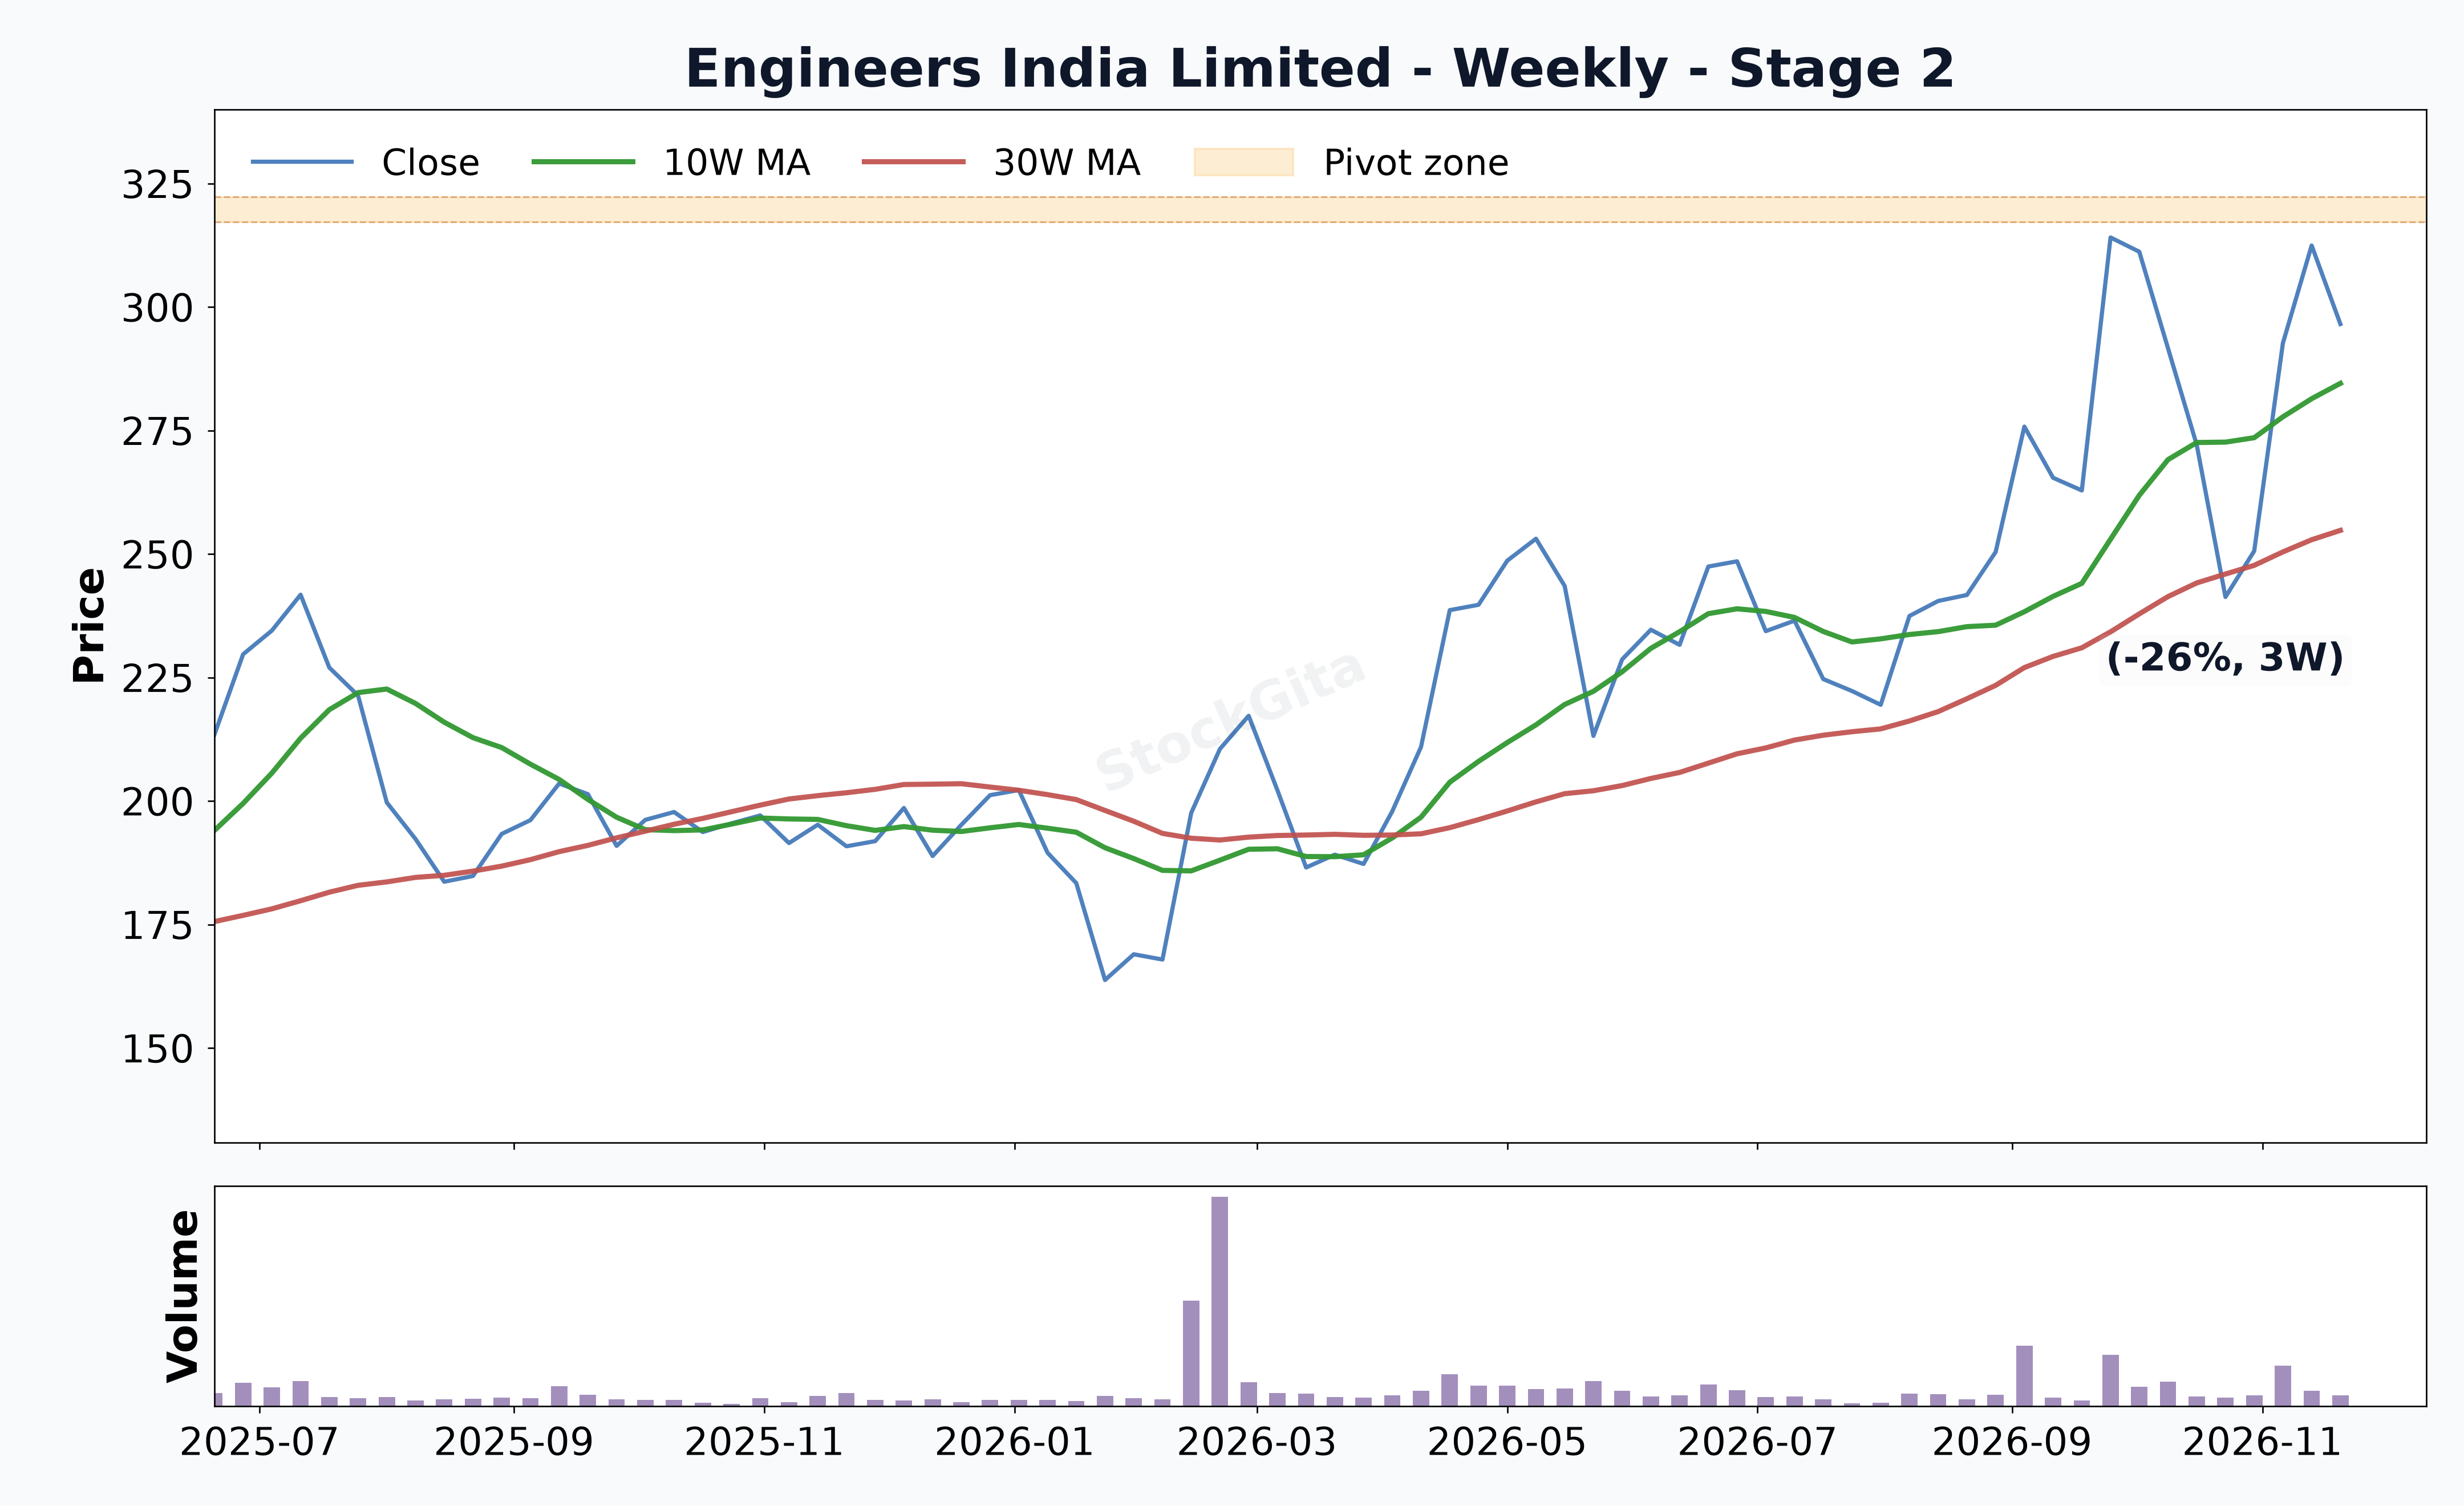 Engineers India Limited - Weekly - Stage 2
Close 10W MA 30W MA Pivot zone
325
300
275
250
225
200
175
150
Price
(-26%, 3W)
StockGita
Volume
2025-07 2025-09 2025-11 2026-01 2026-03 2026-05 2026-07 2026-09 2026-11